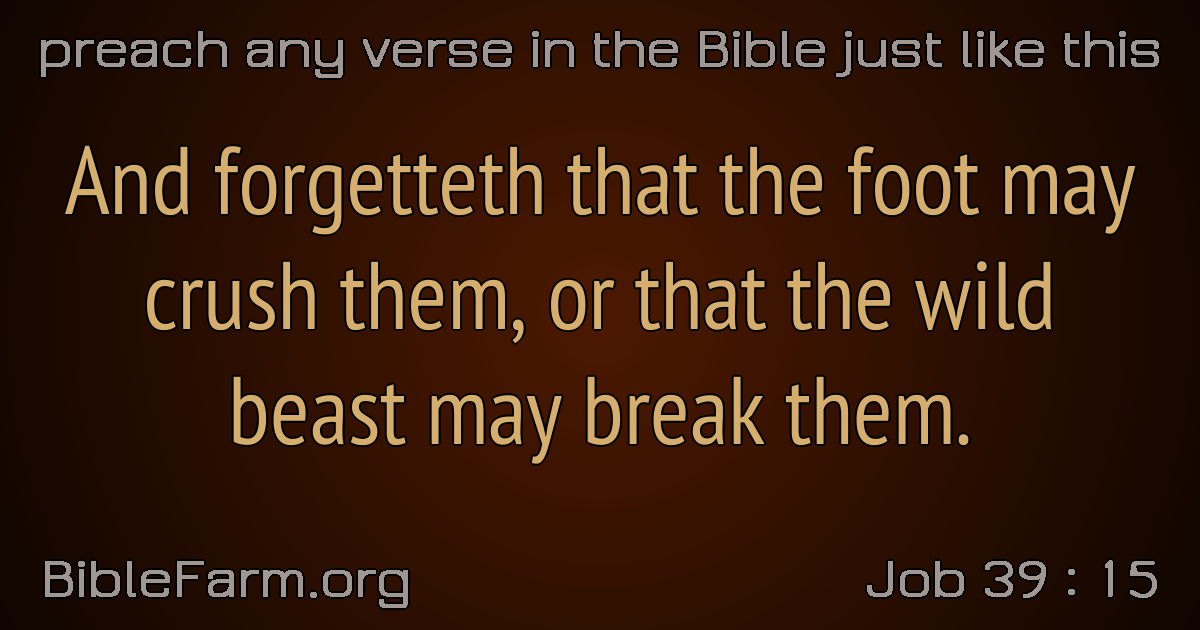 preach any verse in the Bible just like this
And forgetteth that the foot may
crush them, or that the wild
beast may break them.
BibleFarm.org
Job 39 : 15